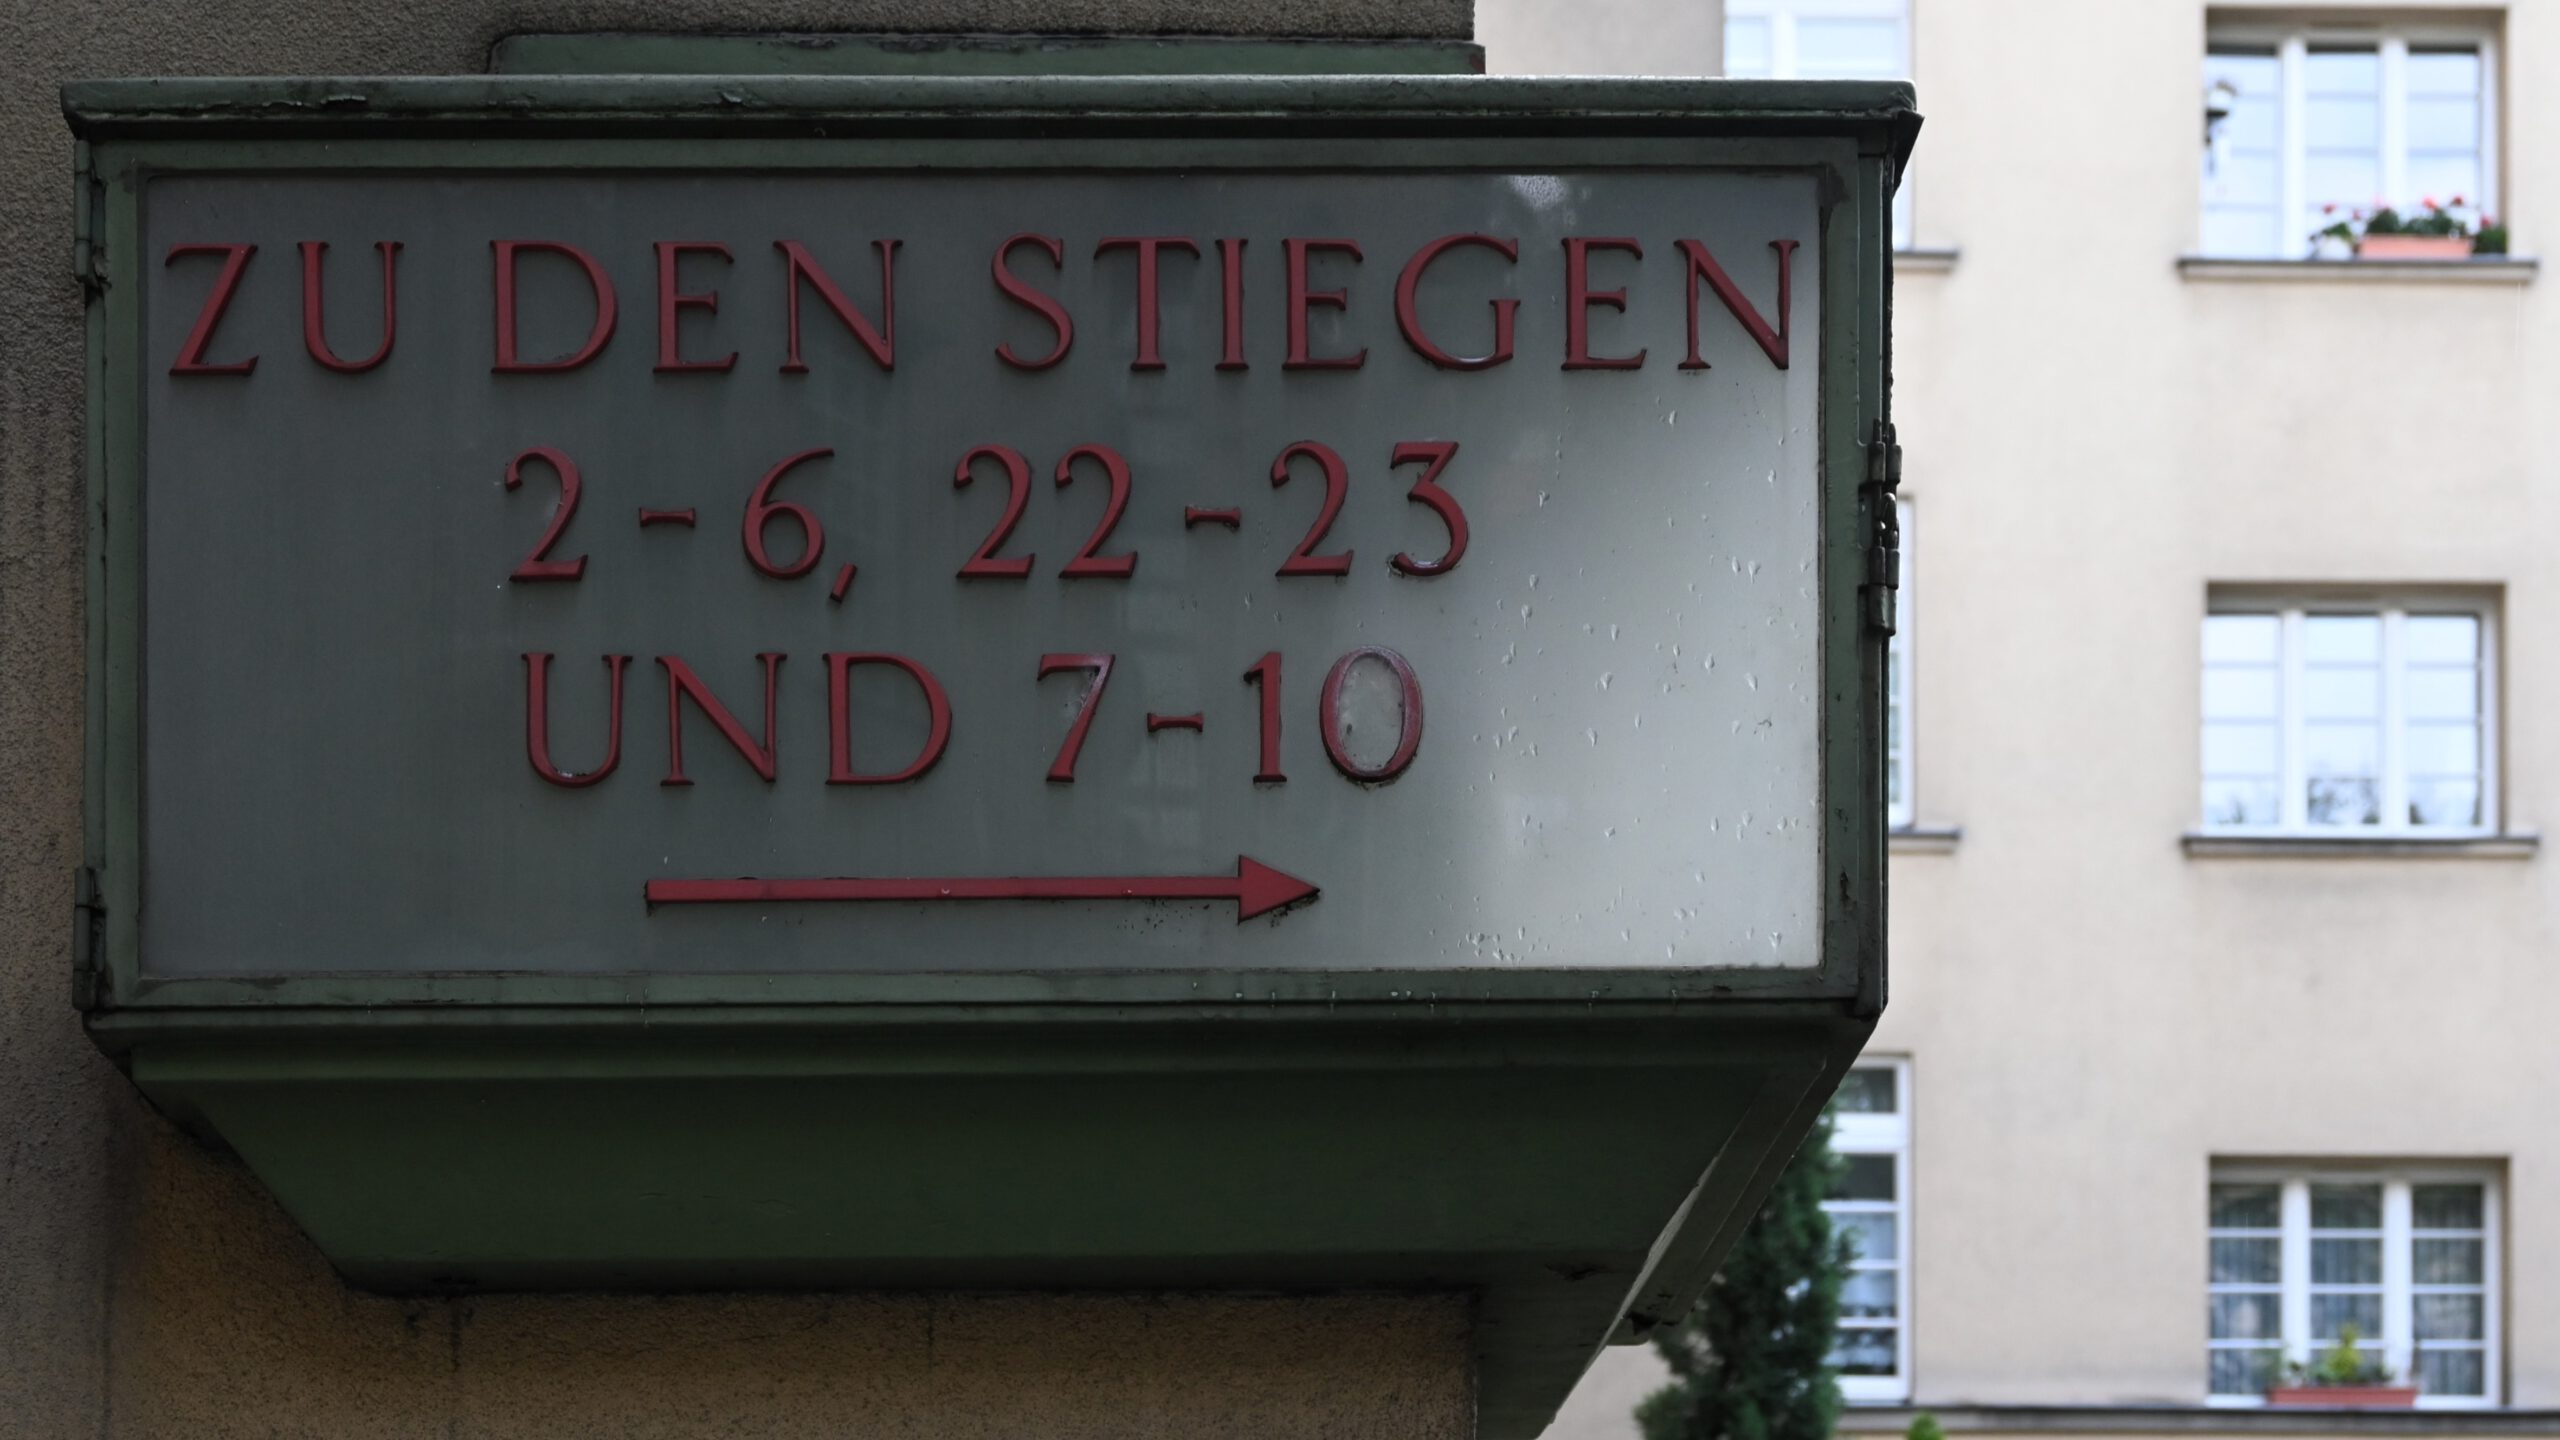 ZU DEN STIEGEN
2-6, 22-23
UND 7-10